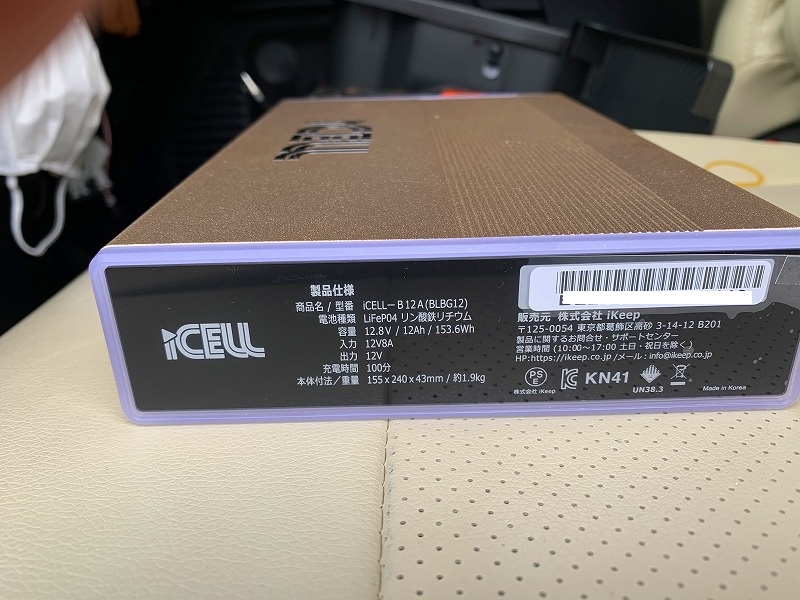 iCELL
iCELL
製品仕様
商品名 / 型番 iCELL－B12A(BLBG12)
電池種類 LiFePO4 リン酸鉄リチウム
容量 12.8V / 12Ah / 153.6Wh
入力 12V8A
出力 12V
充電時間 100分
本体付法 / 重量 155 x 240 x 43mm / 約1.9kg
販売元 株式会社 iKeep
〒125-0054 東京都葛飾区高砂 3-14-12 B201
製品に関するお問合せ・サポートセンター
営業時間 (10:00～17:00 土日・祝日を除く)
HP:https://ikeep.co.jp /メール : info@ikeep.co.jp
PSE
株式会社 iKeep
KN41
UN38.3
Made in Korea